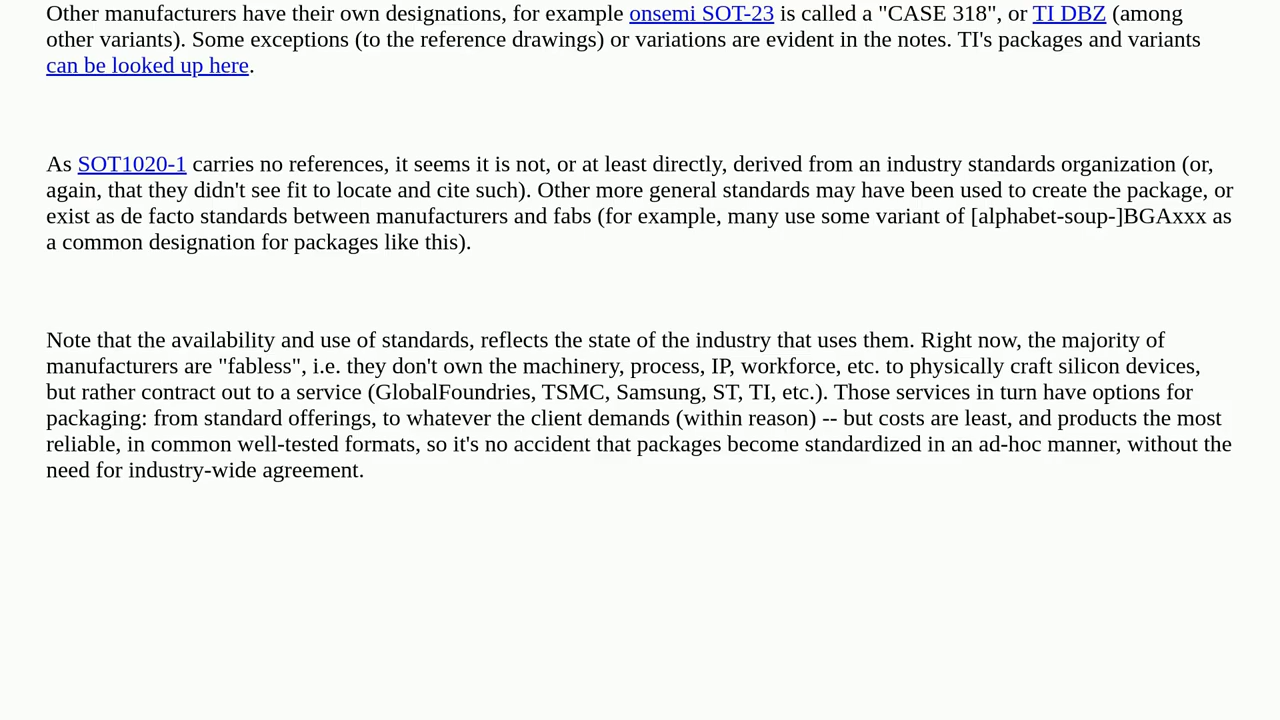 Other manufacturers have their own designations, for example onsemi SOT-23 is called a "CASE 318", or TI DBZ (among
other variants). Some exceptions (to the reference drawings) or variations are evident in the notes. TI's packages and variants
can be looked up here.
As SOT1020-1 carries no references, it seems it is not, or at least directly, derived from an industry standards organization (or,
again, that they didn't see fit to locate and cite such). Other more general standards may have been used to create the package, or
exist as de facto standards between manufacturers and fabs (for example, many use some variant of [alphabet-soup-]BGAxxx as
a common designation for packages like this).
Note that the availability and use of standards, reflects the state of the industry that uses them. Right now, the majority of
manufacturers are "fabless", i.e. they don't own the machinery, process, IP, workforce, etc. to physically craft silicon devices,
but rather contract out to a service (GlobalFoundries, TSMC, Samsung, ST, TI, etc.). Those services in turn have options for
packaging: from standard offerings, to whatever the client demands (within reason) -- but costs are least, and products the most
reliable, in common well-tested formats, so it's no accident that packages become standardized in an ad-hoc manner, without the
need for industry-wide agreement.